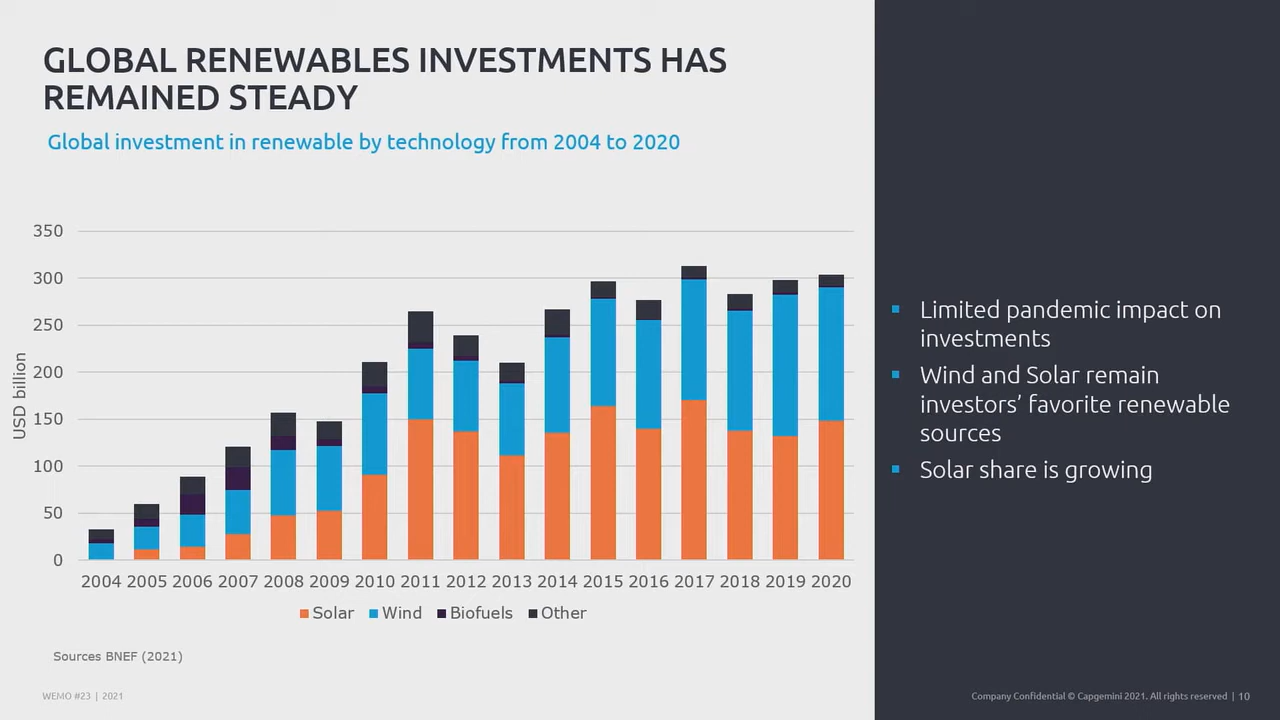 GLOBAL RENEWABLES INVESTMENTS HAS
REMAINED STEADY
Global investment in renewable by technology from 2004 to 2020
350
300
250
200
150
100
50
0
USD billion
2004 2005 2006 2007 2008 2009 2010 2011 2012 2013 2014 2015 2016 2017 2018 2019 2020
Solar Wind Biofuels Other
Sources BNEF (2021)
WEMO #23 | 2021
Limited pandemic impact on
investments
Wind and Solar remain
investors’ favorite renewable
sources
Solar share is growing
Company Confidential © Capgemini 2021. All rights reserved | 10